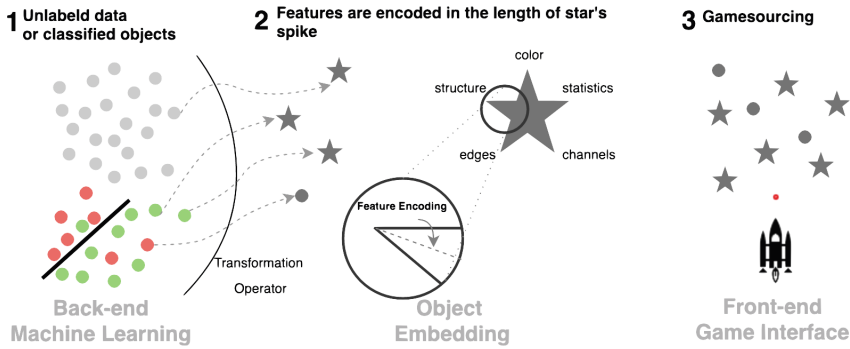 1 Unlabeld data
or classified objects
2 Features are encoded in the length of star's
spike
3 Gamesourcing
color
structure
statistics
edges
channels
Feature Encoding
Transformation
Operator
Back-end
Machine Learning
Object
Embedding
Front-end
Game Interface